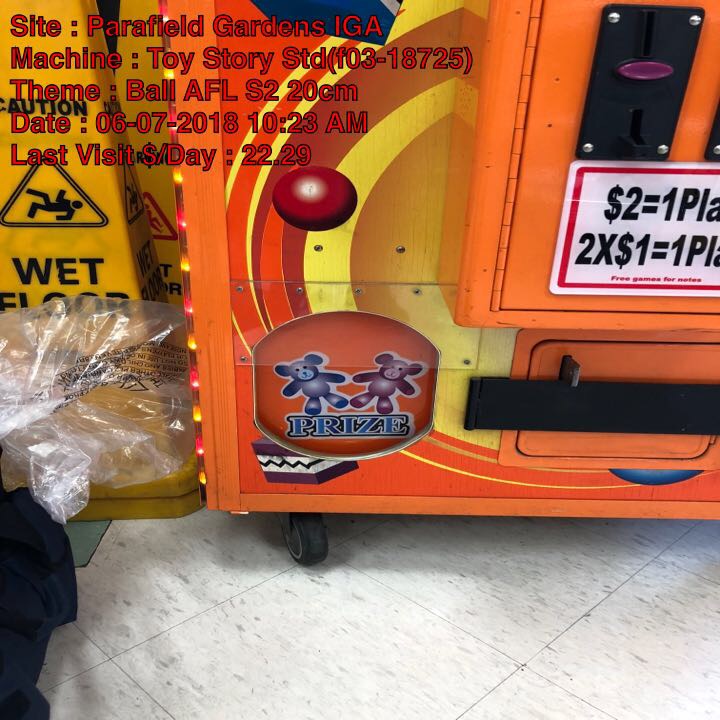 Site : Parafield Gardens IGA
Machine : Toy Story Std(f03-18725)
Theme : Ball AFL S2 20cm
Date : 06-07-2018 10:23 AM
Last Visit $/Day : 22.29
CAUTION
WET
FLOOR
$2=1Pla
2X$1=1Pla
Free games for notes
PRIZE